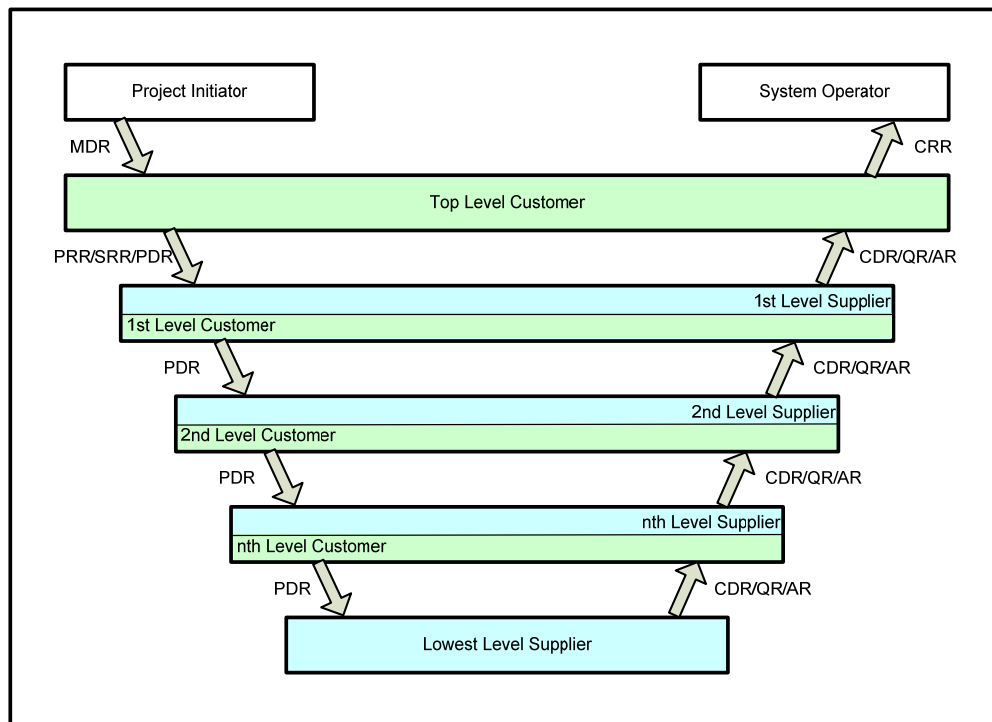 Project Initiator
System Operator
MDR
CRR
Top Level Customer
PRR/SRR/PDR
CDR/QR/AR
1st Level Supplier
1st Level Customer
PDR
CDR/QR/AR
2nd Level Supplier
2nd Level Customer
PDR
CDR/QR/AR
nth Level Supplier
nth Level Customer
PDR
CDR/QR/AR
Lowest Level Supplier